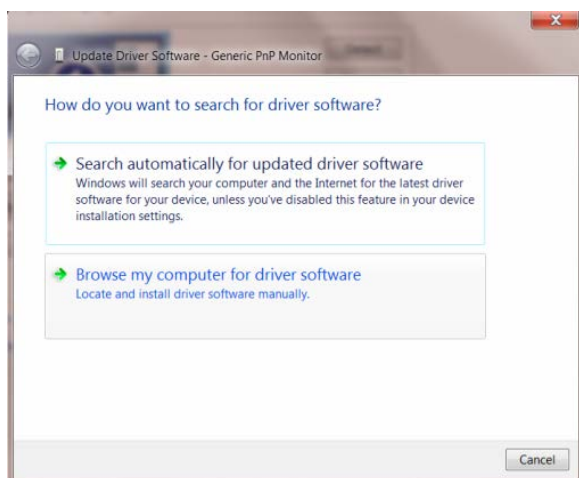 Update Driver Software - Generic PnP Monitor
How do you want to search for driver software?
Search automatically for updated driver software
Windows will search your computer and the Internet for the latest driver
software for your device, unless you've disabled this feature in your device
installation settings.
Browse my computer for driver software
Locate and install driver software manually.
Cancel